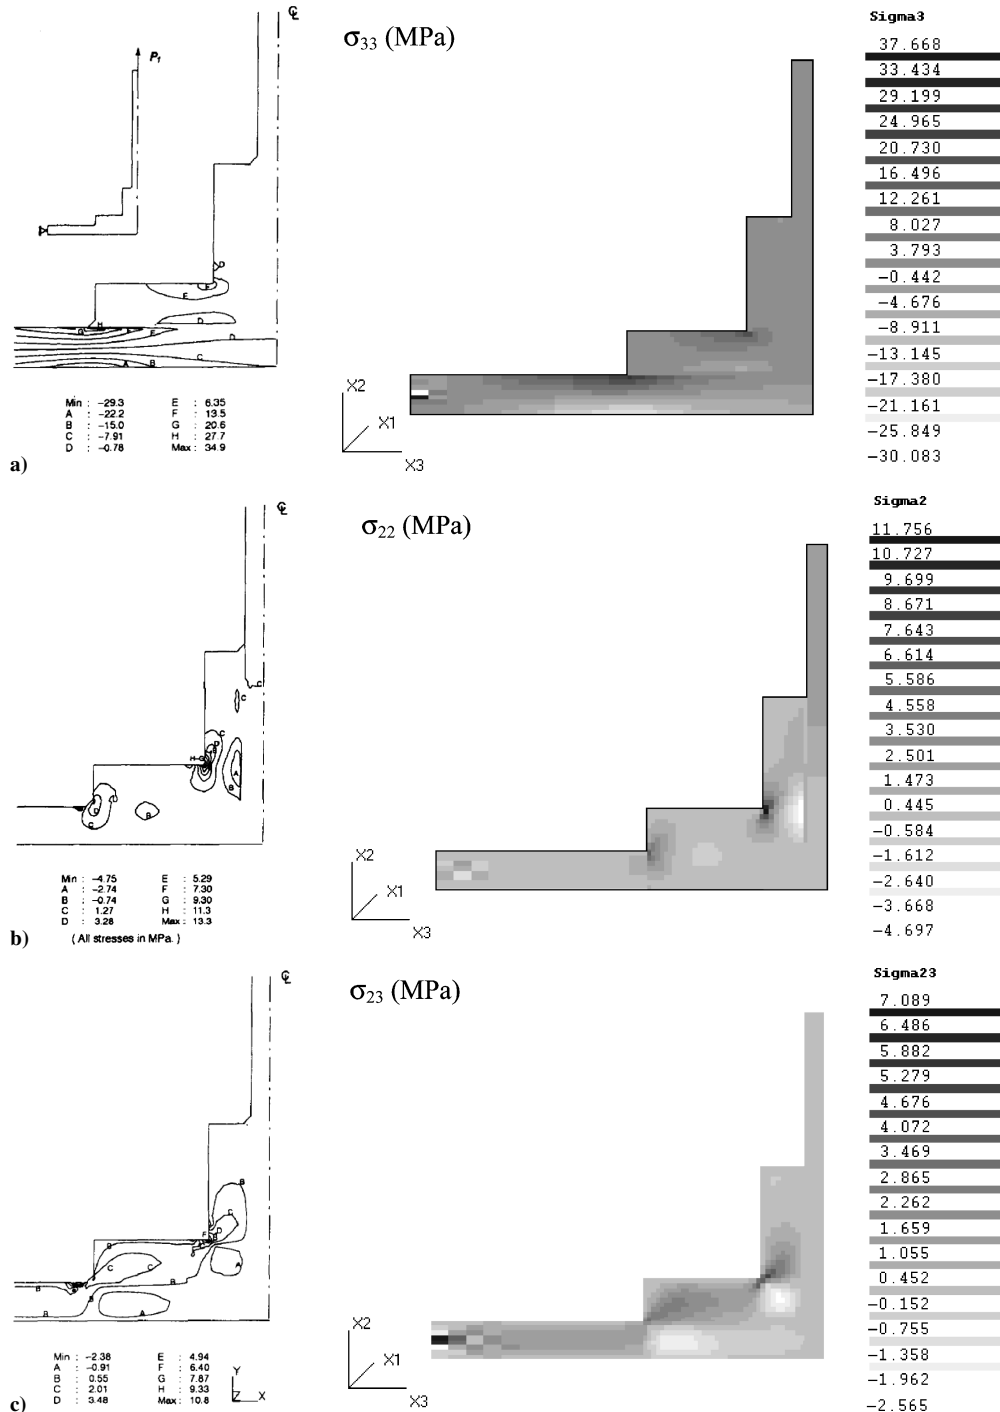 ℄
P1
D
E
F
H
G
F
E
D
D
C
A
B
Min : -29.3 E : 6.35
A : -22.2 F : 13.5
B : -15.0 G : 20.6
C : -7.91 H : 27.7
D : -0.78 Max : 34.9
a)
σ33 (MPa)
X2
X1
X3
Sigma3
37.668
33.434
29.199
24.965
20.730
16.496
12.261
8.027
3.793
-0.442
-4.676
-8.911
-13.145
-17.380
-21.161
-25.849
-30.083
℄
C
C
C
D
H-G
A
B
D
C
B
Min : -4.75 E : 5.29
A : -2.74 F : 7.30
B : -0.74 G : 9.30
C : 1.27 H : 11.3
D : 3.28 Max : 13.3
b) (All stresses in MPa.)
σ22 (MPa)
X2
X1
X3
Sigma2
11.756
10.727
9.699
8.671
7.643
6.614
5.586
4.558
3.530
2.501
1.473
0.445
-0.584
-1.612
-2.640
-3.668
-4.697
℄
B
C
D
F
B
C
C
A
B
B
B
B
A
Min : -2.38 E : 4.94
A : -0.91 F : 6.40
B : 0.55 G : 7.87
C : 2.01 H : 9.33
D : 3.48 Max : 10.8
Y
Z X
c)
σ23 (MPa)
X2
X1
X3
Sigma23
7.089
6.486
5.882
5.279
4.676
4.072
3.469
2.865
2.262
1.659
1.055
0.452
-0.152
-0.755
-1.358
-1.962
-2.565